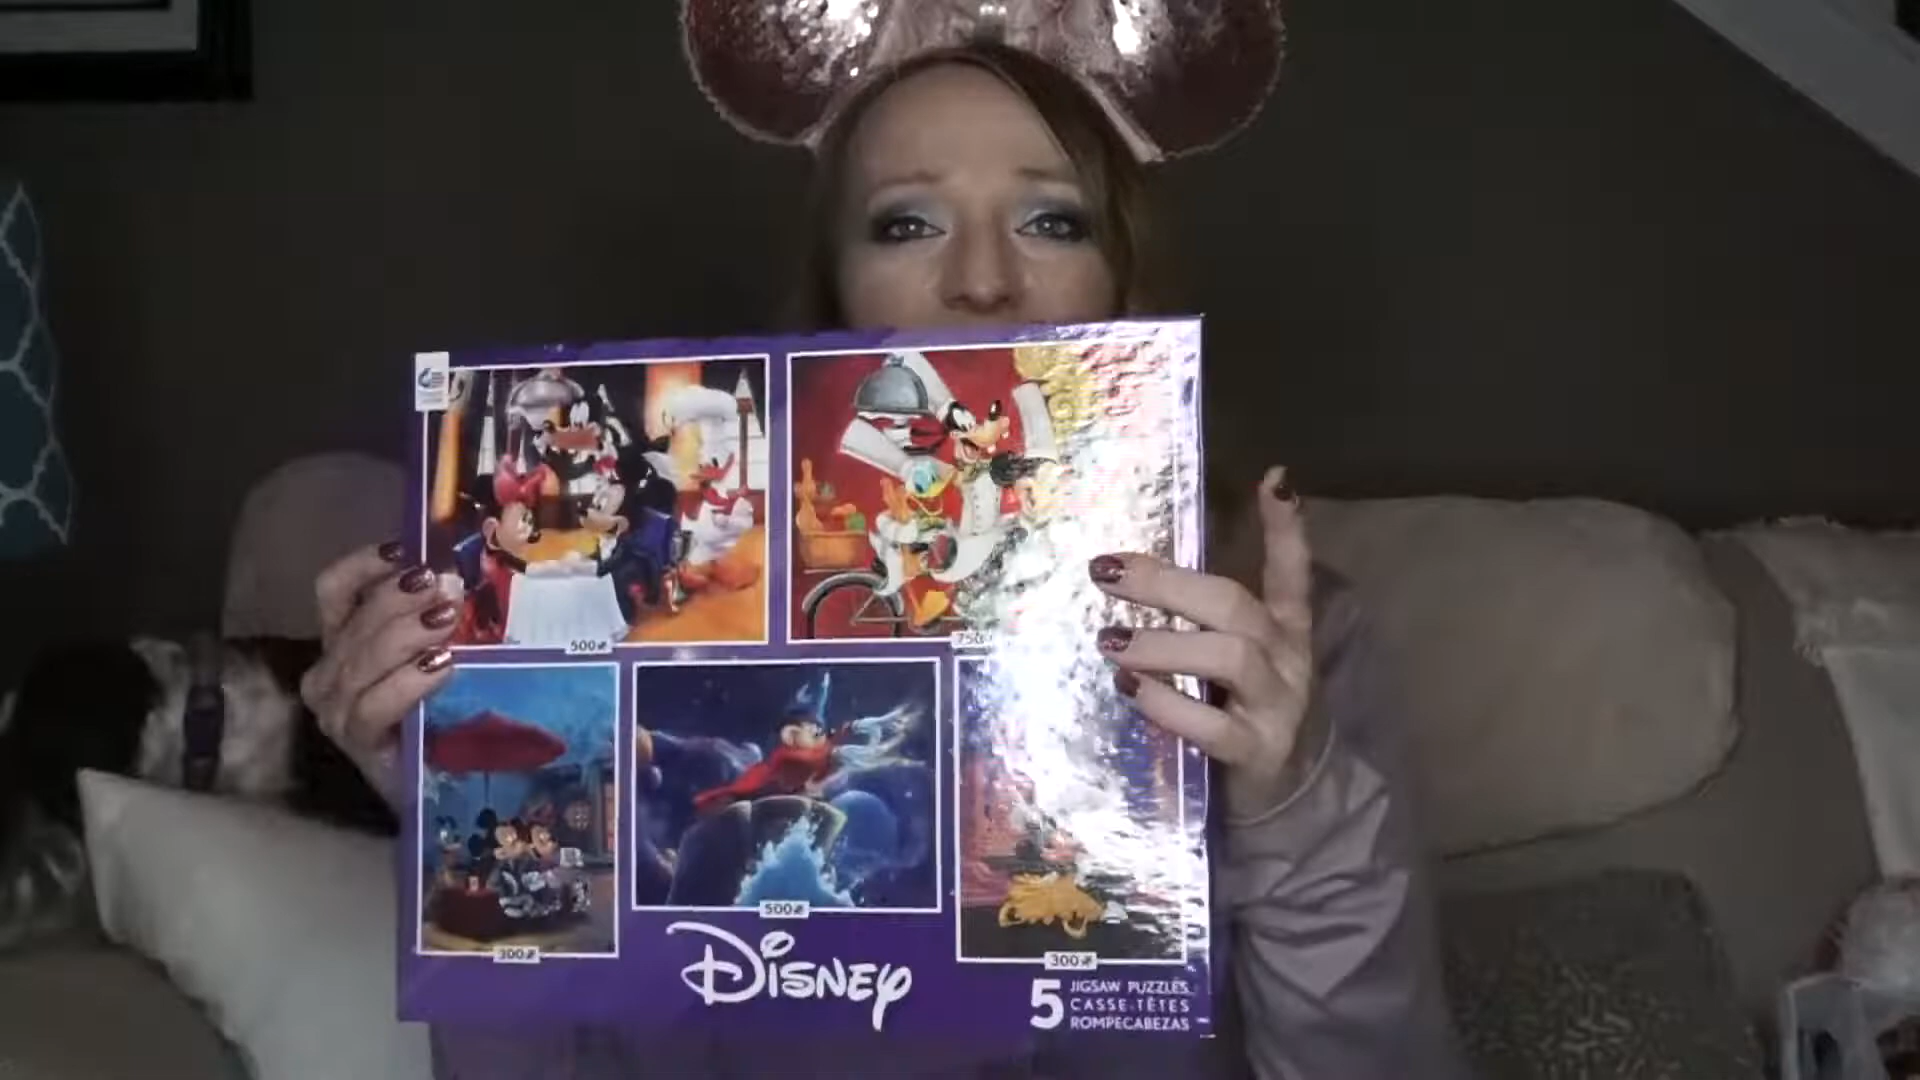 500
750
300
500
300
Disney
5 JIGSAW PUZZLES
CASSE-TÊTES
ROMPECABEZAS